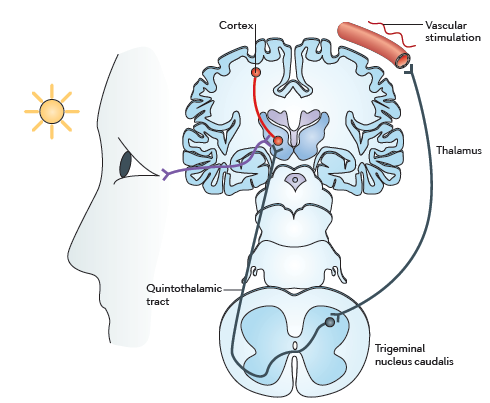 Cortex
Vascular
stimulation
Thalamus
Quintothalamic
tract
Trigeminal
nucleus caudalis